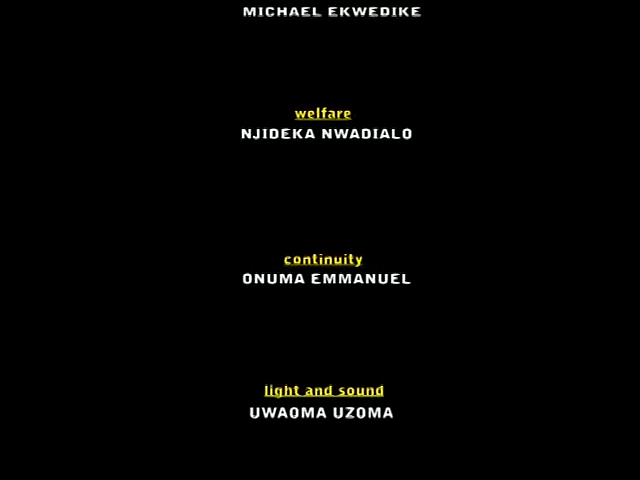 MICHAEL EKWEDIKE
welfare
NJIDEKA NWADIALO
continuity
ONUMA EMMANUEL
light and sound
UWAOMA UZOMA